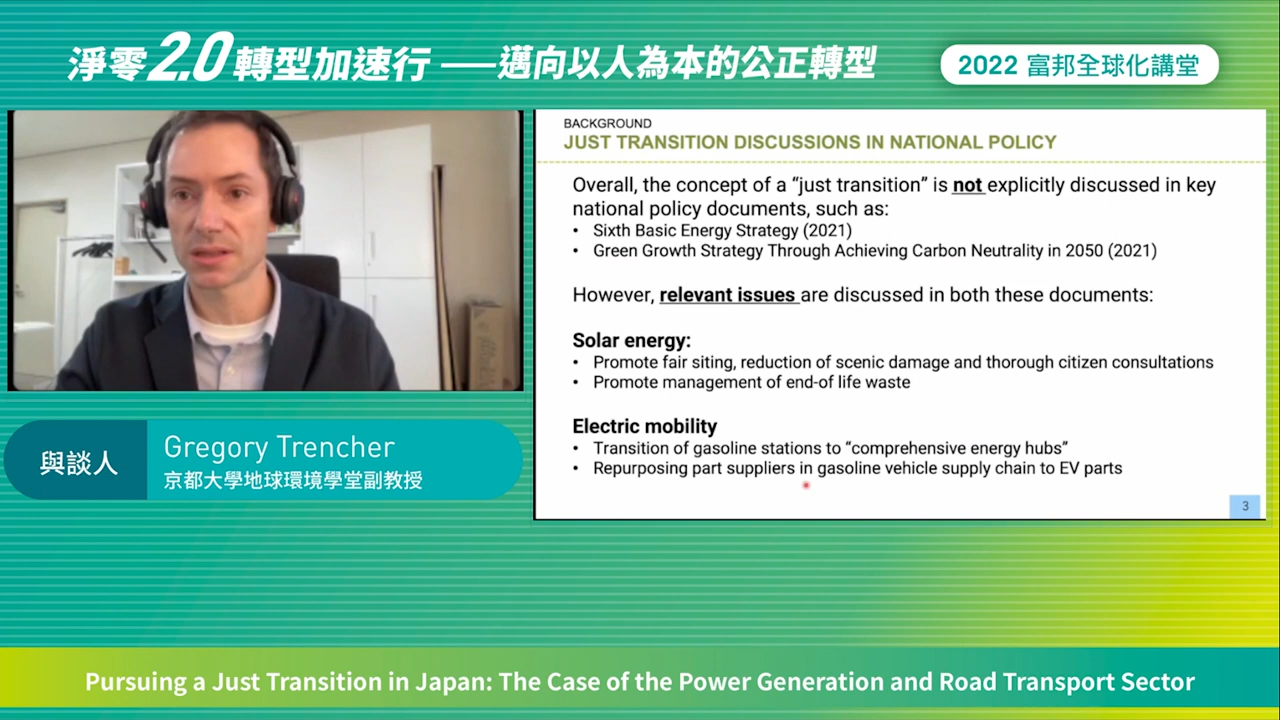 淨零2.0轉型加速行——邁向以人為本的公正轉型
2022 富邦全球化講堂
BACKGROUND
JUST TRANSITION DISCUSSIONS IN NATIONAL POLICY
Overall, the concept of a “just transition” is not explicitly discussed in key
national policy documents, such as:
• Sixth Basic Energy Strategy (2021)
• Green Growth Strategy Through Achieving Carbon Neutrality in 2050 (2021)
However, relevant issues are discussed in both these documents:
Solar energy:
• Promote fair siting, reduction of scenic damage and thorough citizen consultations
• Promote management of end-of life waste
Electric mobility
• Transition of gasoline stations to “comprehensive energy hubs”
• Repurposing part suppliers in gasoline vehicle supply chain to EV parts
3
與談人
Gregory Trencher
京都大學地球環境學堂副教授
Pursuing a Just Transition in Japan: The Case of the Power Generation and Road Transport Sector